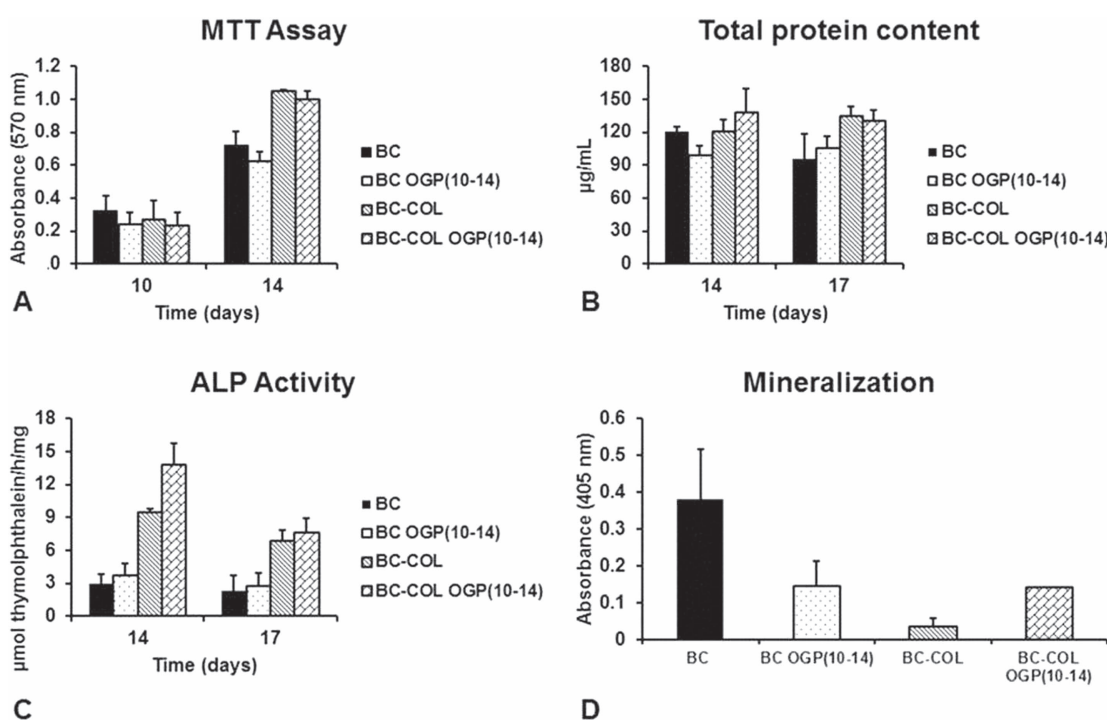 MTT Assay
Absorbance (570 nm)
1.2
1.0
0.8
0.6
0.4
0.2
.0
10
14
Time (days)
BC
BC OGP(10-14)
BC-COL
BC-COL OGP(10-14)
A
Total protein content
µg/mL
180
150
120
90
60
30
0
14
17
Time (days)
BC
BC OGP(10-14)
BC-COL
BC-COL OGP(10-14)
B
ALP Activity
µmol thymolphthalein/h/mg
18
15
12
9
6
3
0
14
17
Time (days)
BC
BC OGP(10-14)
BC-COL
BC-COL OGP(10-14)
C
Mineralization
Absorbance (405 nm)
0.6
0.5
0.4
0.3
0.2
0.1
0
BC
BC OGP(10-14)
BC-COL
BC-COL
OGP(10-14)
D